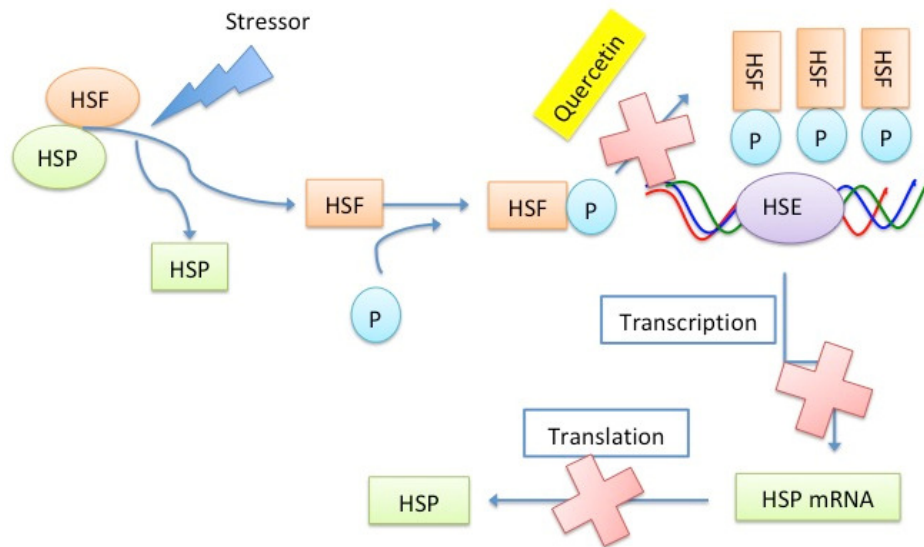 Stressor
HSF
HSP
HSP
HSF
P
HSF
P
Quercetin
HSF
HSF
HSF
P
P
P
HSE
Transcription
HSP mRNA
Translation
HSP